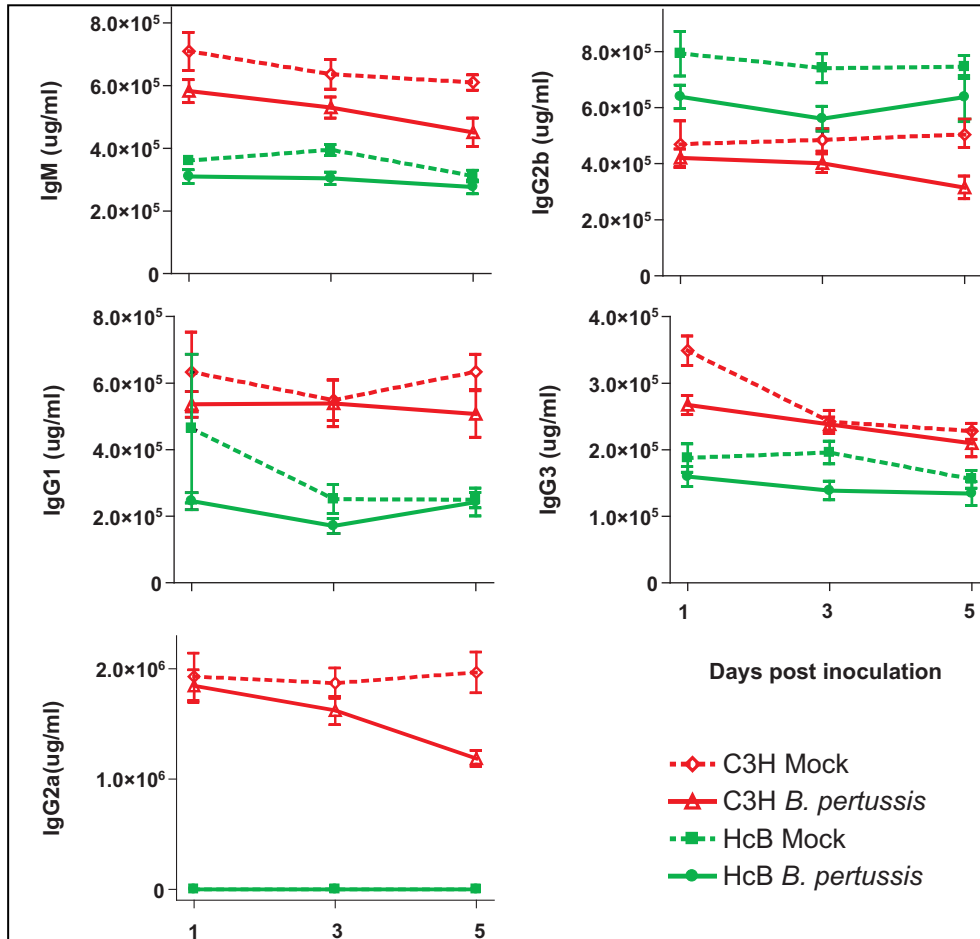 IgM (ug/ml)
8.0×10⁵
6.0×10⁵
4.0×10⁵
2.0×10⁵
0
IgG2b (ug/ml)
8.0×10⁵
6.0×10⁵
4.0×10⁵
2.0×10⁵
0
IgG1 (ug/ml)
8.0×10⁵
6.0×10⁵
4.0×10⁵
2.0×10⁵
0
IgG3 (ug/ml)
4.0×10⁵
3.0×10⁵
2.0×10⁵
1.0×10⁵
0
1 3 5
Days post inoculation
IgG2a(ug/ml)
2.0×10⁶
1.0×10⁶
0
1 3 5
C3H Mock
C3H B. pertussis
HcB Mock
HcB B. pertussis